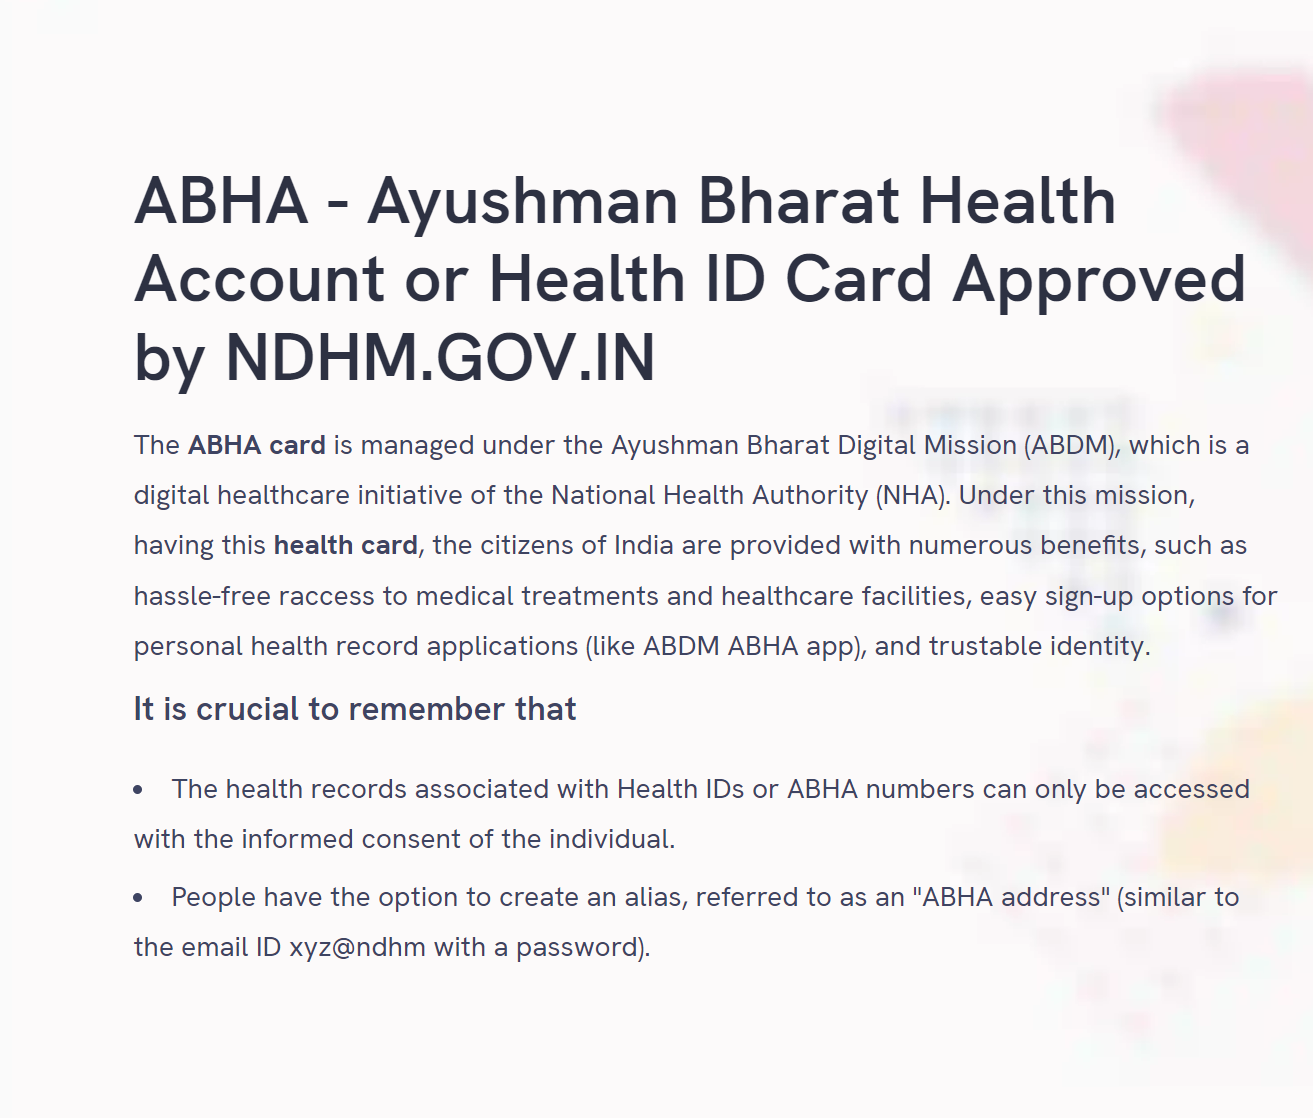 ABHA - Ayushman Bharat Health
Account or Health ID Card Approved
by NDHM.GOV.IN
The ABHA card is managed under the Ayushman Bharat Digital Mission (ABDM), which is a
digital healthcare initiative of the National Health Authority (NHA). Under this mission,
having this health card, the citizens of India are provided with numerous benefits, such as
hassle-free raccess to medical treatments and healthcare facilities, easy sign-up options for
personal health record applications (like ABDM ABHA app), and trustable identity.
It is crucial to remember that
• The health records associated with Health IDs or ABHA numbers can only be accessed
with the informed consent of the individual.
• People have the option to create an alias, referred to as an "ABHA address" (similar to
the email ID xyz@ndhm with a password).